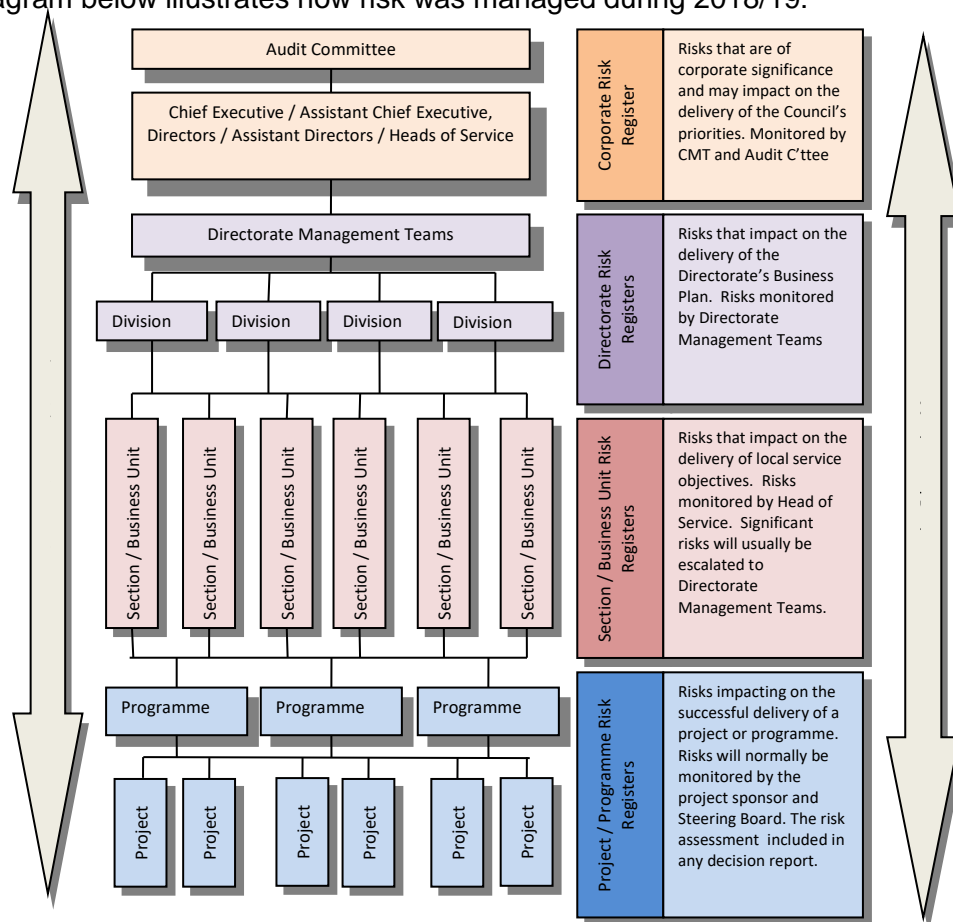 agram below illustrates how risk was managed during 2018/19.
Audit Committee
Chief Executive / Assistant Chief Executive,
Directors / Assistant Directors / Heads of Service
Corporate Risk
Register
Risks that are of
corporate significance
and may impact on the
delivery of the Council’s
priorities. Monitored by
CMT and Audit C’ttee
Directorate Management Teams
Division
Division
Division
Division
Directorate Risk
Registers
Risks that impact on the
delivery of the
Directorate’s Business
Plan. Risks monitored
by Directorate
Management Teams
Section / Business Unit
Section / Business Unit
Section / Business Unit
Section / Business Unit
Section / Business Unit
Section / Business Unit
Section / Business Unit Risk
Registers
Risks that impact on the
delivery of local service
objectives. Risks
monitored by Head of
Service. Significant
risks will usually be
escalated to
Directorate
Management Teams.
Programme
Programme
Programme
Project
Project
Project
Project
Project
Project
Project / Programme Risk
Registers
Risks impacting on the
successful delivery of a
project or programme.
Risks will normally be
monitored by the
project sponsor and
Steering Board. The risk
assessment included in
any decision report.